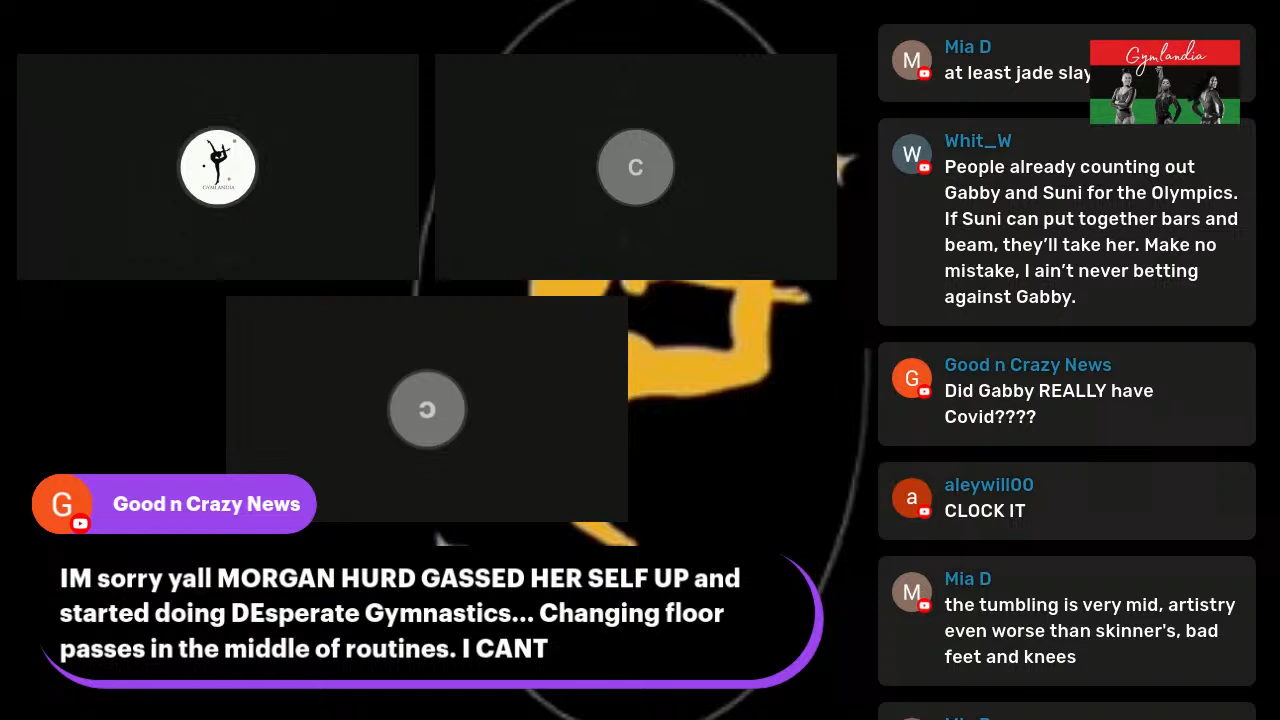 GYMLANDIA
C
C
G
Good n Crazy News
IM sorry yall MORGAN HURD GASSED HER SELF UP and
started doing DEsperate Gymnastics... Changing floor
passes in the middle of routines. I CANT
M
Mia D
at least jade slay
Gymlandia
W
Whit_W
People already counting out
Gabby and Suni for the Olympics.
If Suni can put together bars and
beam, they’ll take her. Make no
mistake, I ain’t never betting
against Gabby.
G
Good n Crazy News
Did Gabby REALLY have
Covid????
a
aleywill00
CLOCK IT
M
Mia D
the tumbling is very mid, artistry
even worse than skinner's, bad
feet and knees